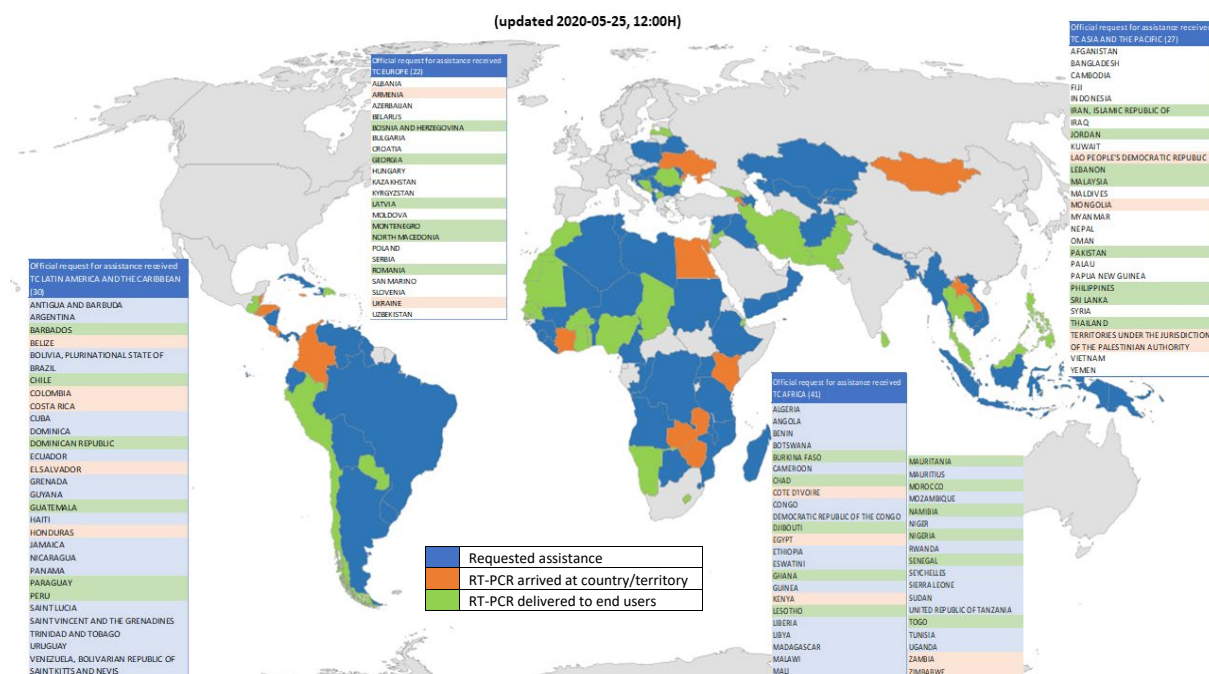 (updated 2020-05-25, 12:00H)
Official request for assistance received
TC EUROPE (22)
ALBANIA
ARMENIA
AZERBAIJAN
BELARUS
BOSNIA AND HERZEGOVINA
BULGARIA
CROATIA
GEORGIA
HUNGARY
KAZAKHSTAN
KYRGYZSTAN
LATVIA
MOLDOVA
MONTENEGRO
NORTH MACEDONIA
POLAND
SERBIA
ROMANIA
SAN MARINO
SLOVENIA
UKRAINE
UZBEKISTAN
Official request for assistance received
TC ASIA AND THE PACIFIC (27)
AFGANISTAN
BANGLADESH
CAMBODIA
FIJI
INDONESIA
IRAN, ISLAMIC REPUBLIC OF
IRAQ
JORDAN
KUWAIT
LAO PEOPLE'S DEMOCRATIC REPUBLIC
LEBANON
MALAYSIA
MALDIVES
MONGOLIA
MYANMAR
NEPAL
OMAN
PAKISTAN
PALAU
PAPUA NEW GUINEA
PHILIPPINES
SRI LANKA
SYRIA
THAILAND
TERRITORIES UNDER THE JURISDICTION
OF THE PALESTINIAN AUTHORITY
VIETNAM
YEMEN
Official request for assistance received
TC LATIN AMERICA AND THE CARIBBEAN
(30)
ANTIGUA AND BARBUDA
ARGENTINA
BARBADOS
BELIZE
BOLIVIA, PLURINATIONAL STATE OF
BRAZIL
CHILE
COLOMBIA
COSTA RICA
CUBA
DOMINICA
DOMINICAN REPUBLIC
ECUADOR
EL SALVADOR
GRENADA
GUYANA
GUATEMALA
HAITI
HONDURAS
JAMAICA
NICARAGUA
PANAMA
PARAGUAY
PERU
SAINT LUCIA
SAINT VINCENT AND THE GRENADINES
TRINIDAD AND TOBAGO
URUGUAY
VENEZUELA, BOLIVARIAN REPUBLIC OF
SAINT KITTS AND NEVIS
Requested assistance
RT-PCR arrived at country/territory
RT-PCR delivered to end users
Official request for assistance received
TC AFRICA (41)
ALGERIA
ANGOLA
BENIN
BOTSWANA
BURKINA FASO
CAMEROON
CHAD
COTE D'IVOIRE
CONGO
DEMOCRATIC REPUBLIC OF THE CONGO
DJIBOUTI
EGYPT
ETHIOPIA
ESWATINI
GHANA
GUINEA
KENYA
LESOTHO
LIBERIA
LIBYA
MADAGASCAR
MALAWI
MALI
MAURITANIA
MAURITIUS
MOROCCO
MOZAMBIQUE
NAMIBIA
NIGER
NIGERIA
RWANDA
SENEGAL
SEYCHELLES
SIERRA LEONE
SUDAN
UNITED REPUBLIC OF TANZANIA
TOGO
TUNISIA
UGANDA
ZAMBIA
ZIMBABWE